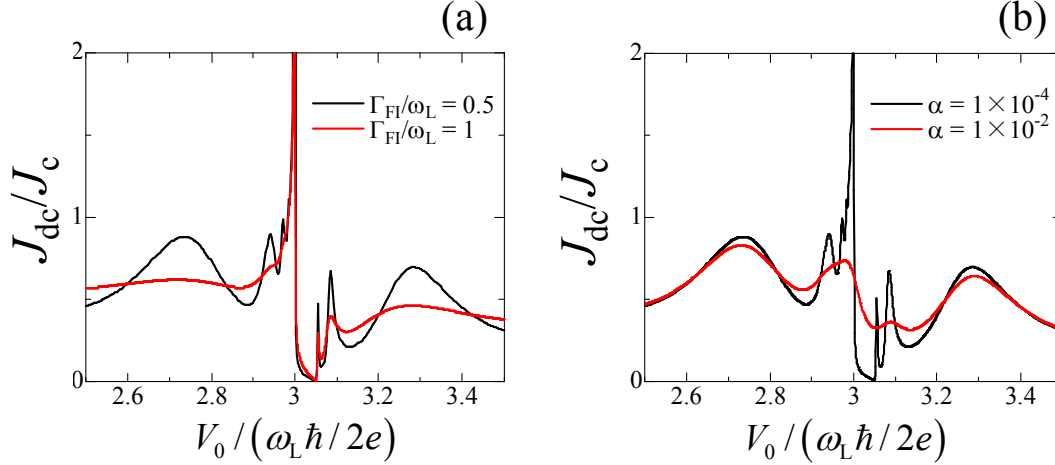 (a)
2
1
0
J_dc/J_c
Γ_FI/ω_L = 0.5
Γ_FI/ω_L = 1
2.6 2.8 3 3.2 3.4
V_0 / (ω_L ħ / 2e)
(b)
2
1
0
J_dc/J_c
α = 1×10^-4
α = 1×10^-2
2.6 2.8 3 3.2 3.4
V_0 / (ω_L ħ / 2e)